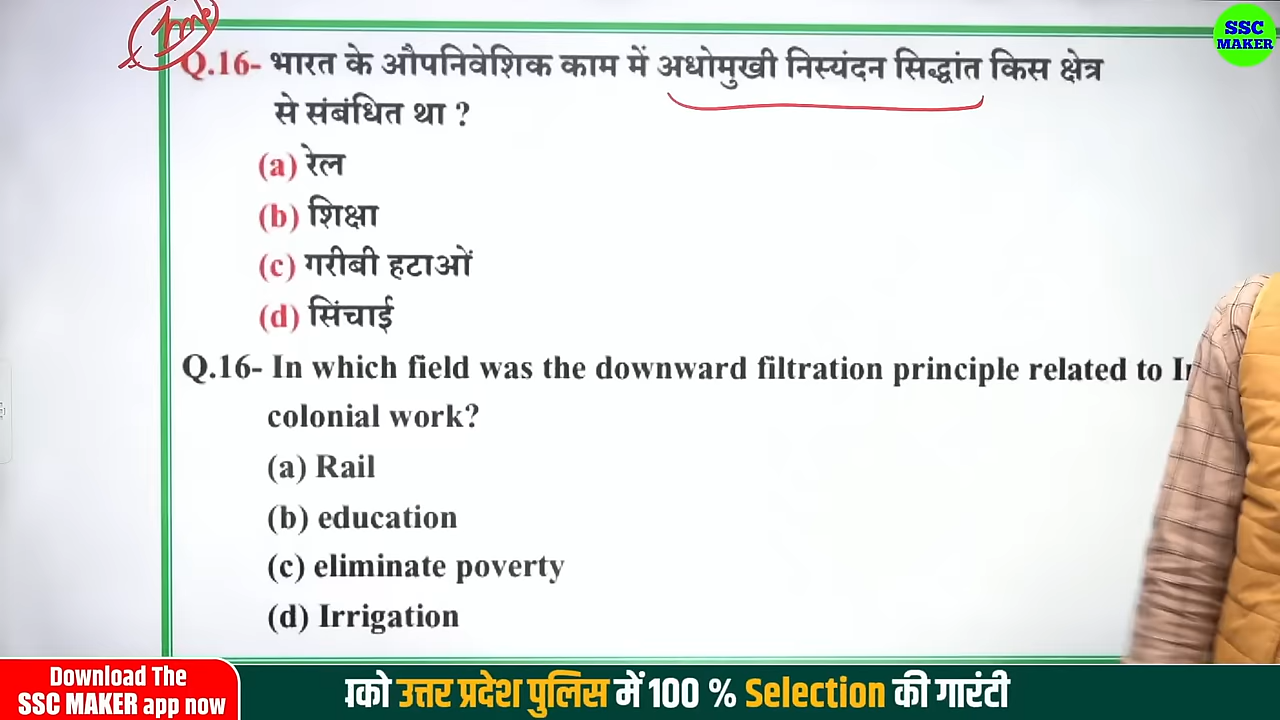 Imp
SSC
MAKER
Q.16- भारत के औपनिवेशिक काम में अधोमुखी निस्यंदन सिद्धांत किस क्षेत्र
से संबंधित था ?
(a) रेल
(b) शिक्षा
(c) गरीबी हटाओं
(d) सिंचाई
Q.16- In which field was the downward filtration principle related to
colonial work?
(a) Rail
(b) education
(c) eliminate poverty
(d) Irrigation
Download The
SSC MAKER app now
उत्तर प्रदेश पुलिस में 100 % Selection की गारंटी